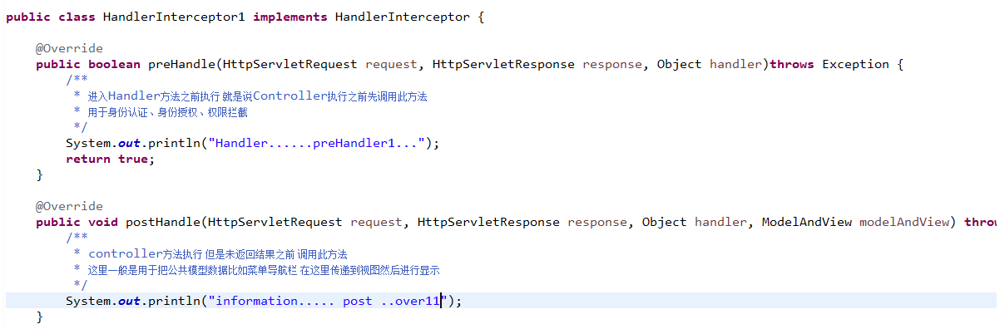 public class HandlerInterceptor1 implements HandlerInterceptor {
@Override
public boolean preHandle(HttpServletRequest request, HttpServletResponse response, Object handler)throws Exception {
/**
* 进入Handler方法之前执行 就是说Controller执行之前先调用此方法
* 用于身份认证、身份授权、权限拦截
*/
System.out.println("Handler......preHandler1...");
return true;
}
@Override
public void postHandle(HttpServletRequest request, HttpServletResponse response, Object handler, ModelAndView modelAndView) throw
/**
* controller方法执行 但是未返回结果之前 调用此方法
* 这里一般是用于把公共模型数据比如菜单导航栏 在这里传递到视图然后进行显示
*/
System.out.println("information..... post ..over11");
}